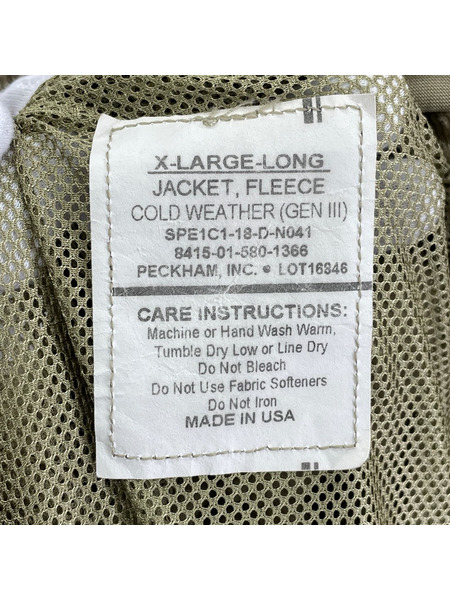 X-LARGE-LONG
JACKET, FLEECE
COLD WEATHER (GEN III)
SPE1C1-18-D-N041
8415-01-580-1366
PECKHAM, INC. • LOT16846
CARE INSTRUCTIONS:
Machine or Hand Wash Warm,
Tumble Dry Low or Line Dry
Do Not Bleach
Do Not Use Fabric Softeners
Do Not Iron
MADE IN USA